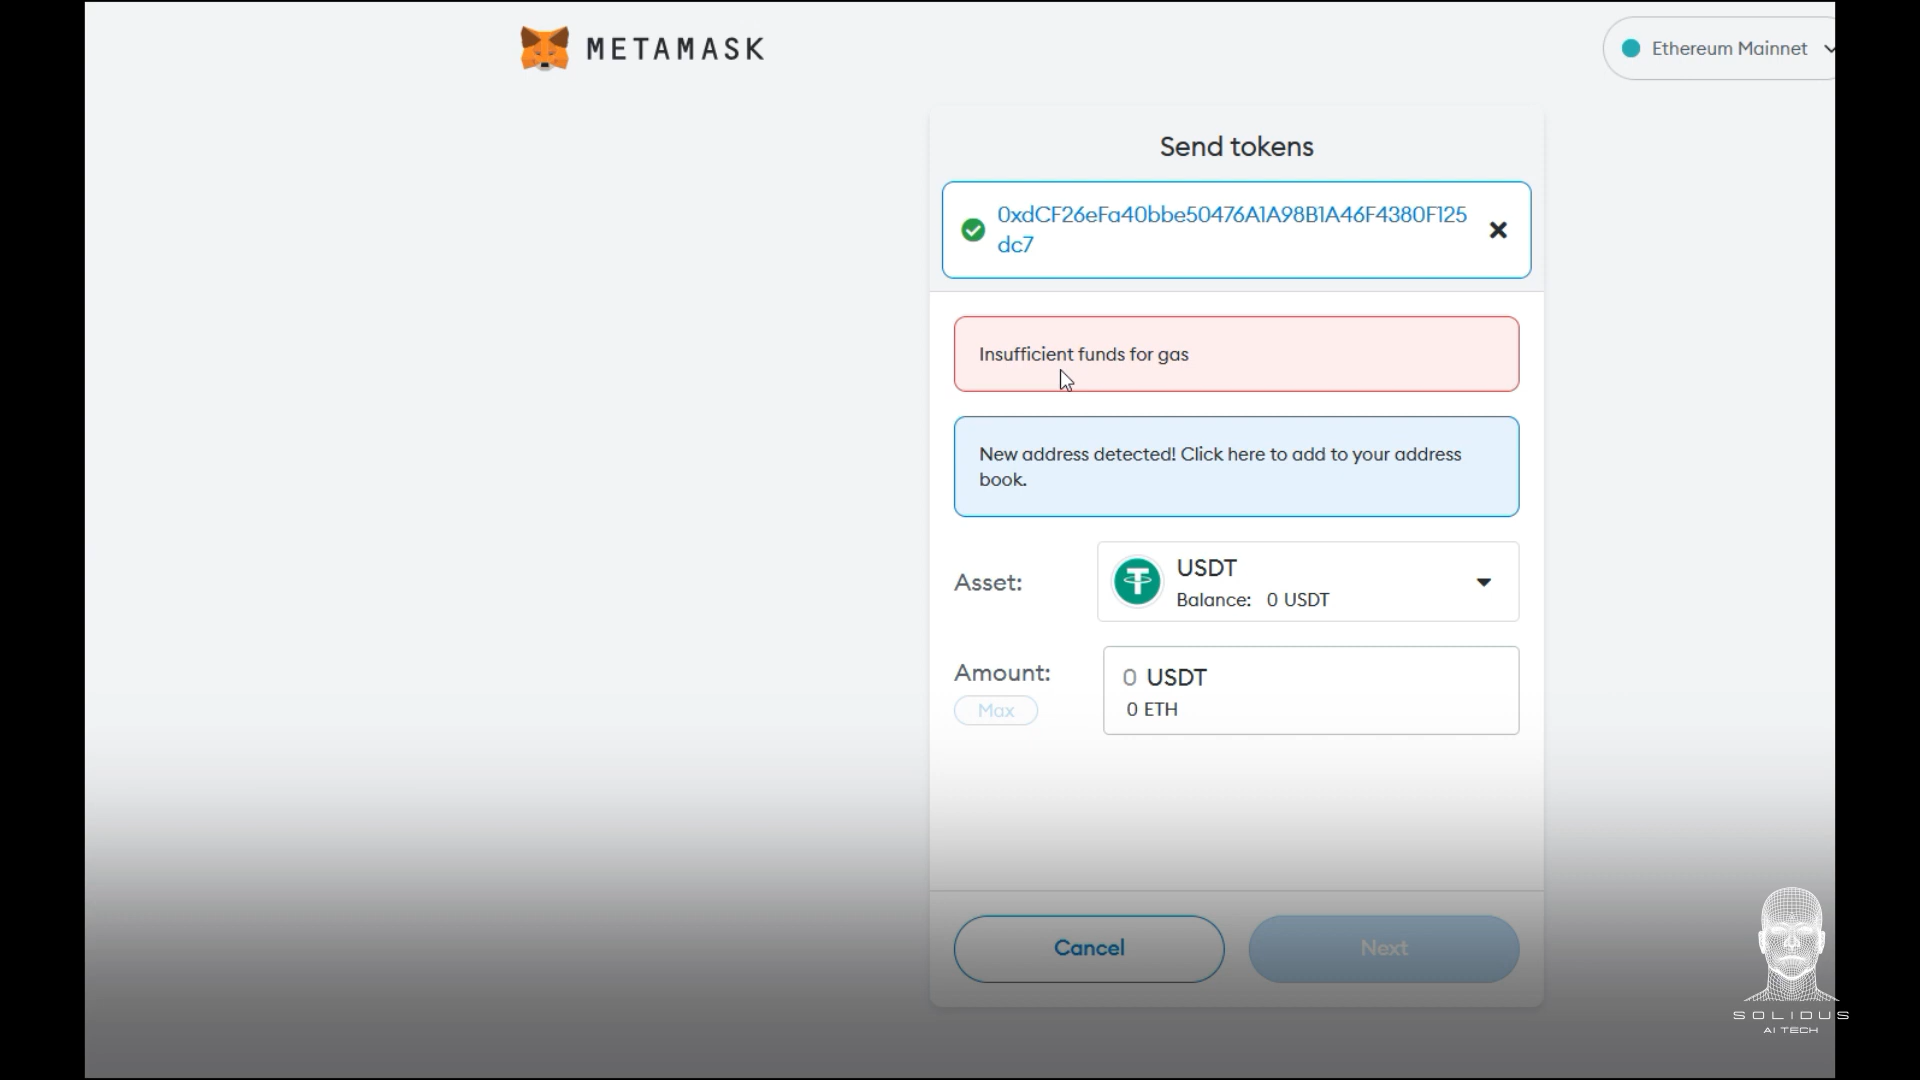 METAMASK
Ethereum Mainnet
Send tokens
0xdCF26eFa40bbe50476A1A98B1A46F4380F125
dc7
Insufficient funds for gas
New address detected! Click here to add to your address
book.
Asset:
USDT
Balance: 0 USDT
Amount:
Max
0 USDT
0 ETH
Cancel
Next
SOLIDUS
AI TECH